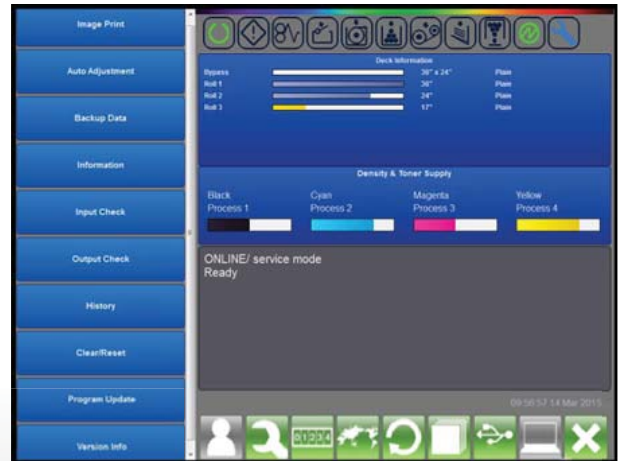 Image Print
Auto Adjustment
Backup Data
Information
Input Check
Output Check
History
Clear/Reset
Program Update
Version Info
Deck Information
Bypass 36" x 24" Plain
Roll 1 36" Plain
Roll 2 24" Plain
Roll 3 17" Plain
Density & Toner Supply
Black Cyan Magenta Yellow
Process 1 Process 2 Process 3 Process 4
ONLINE/ service mode
Ready
09:56:57 14 Mar 2015
01234